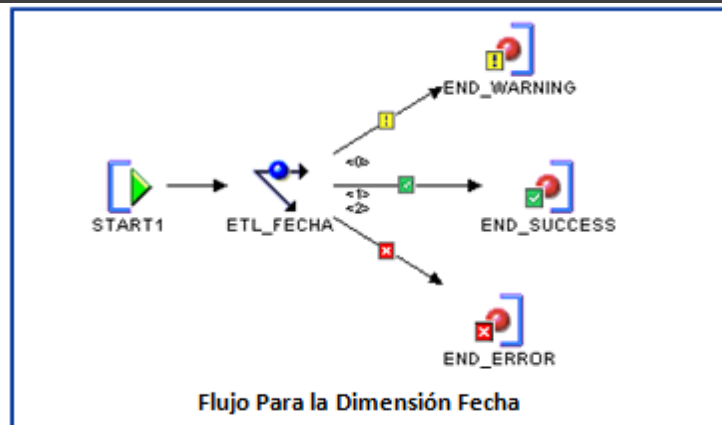 END_WARNING
<0>
START1
ETL_FECHA
<1>
<2>
END_SUCCESS
END_ERROR
Flujo Para la Dimensión Fecha